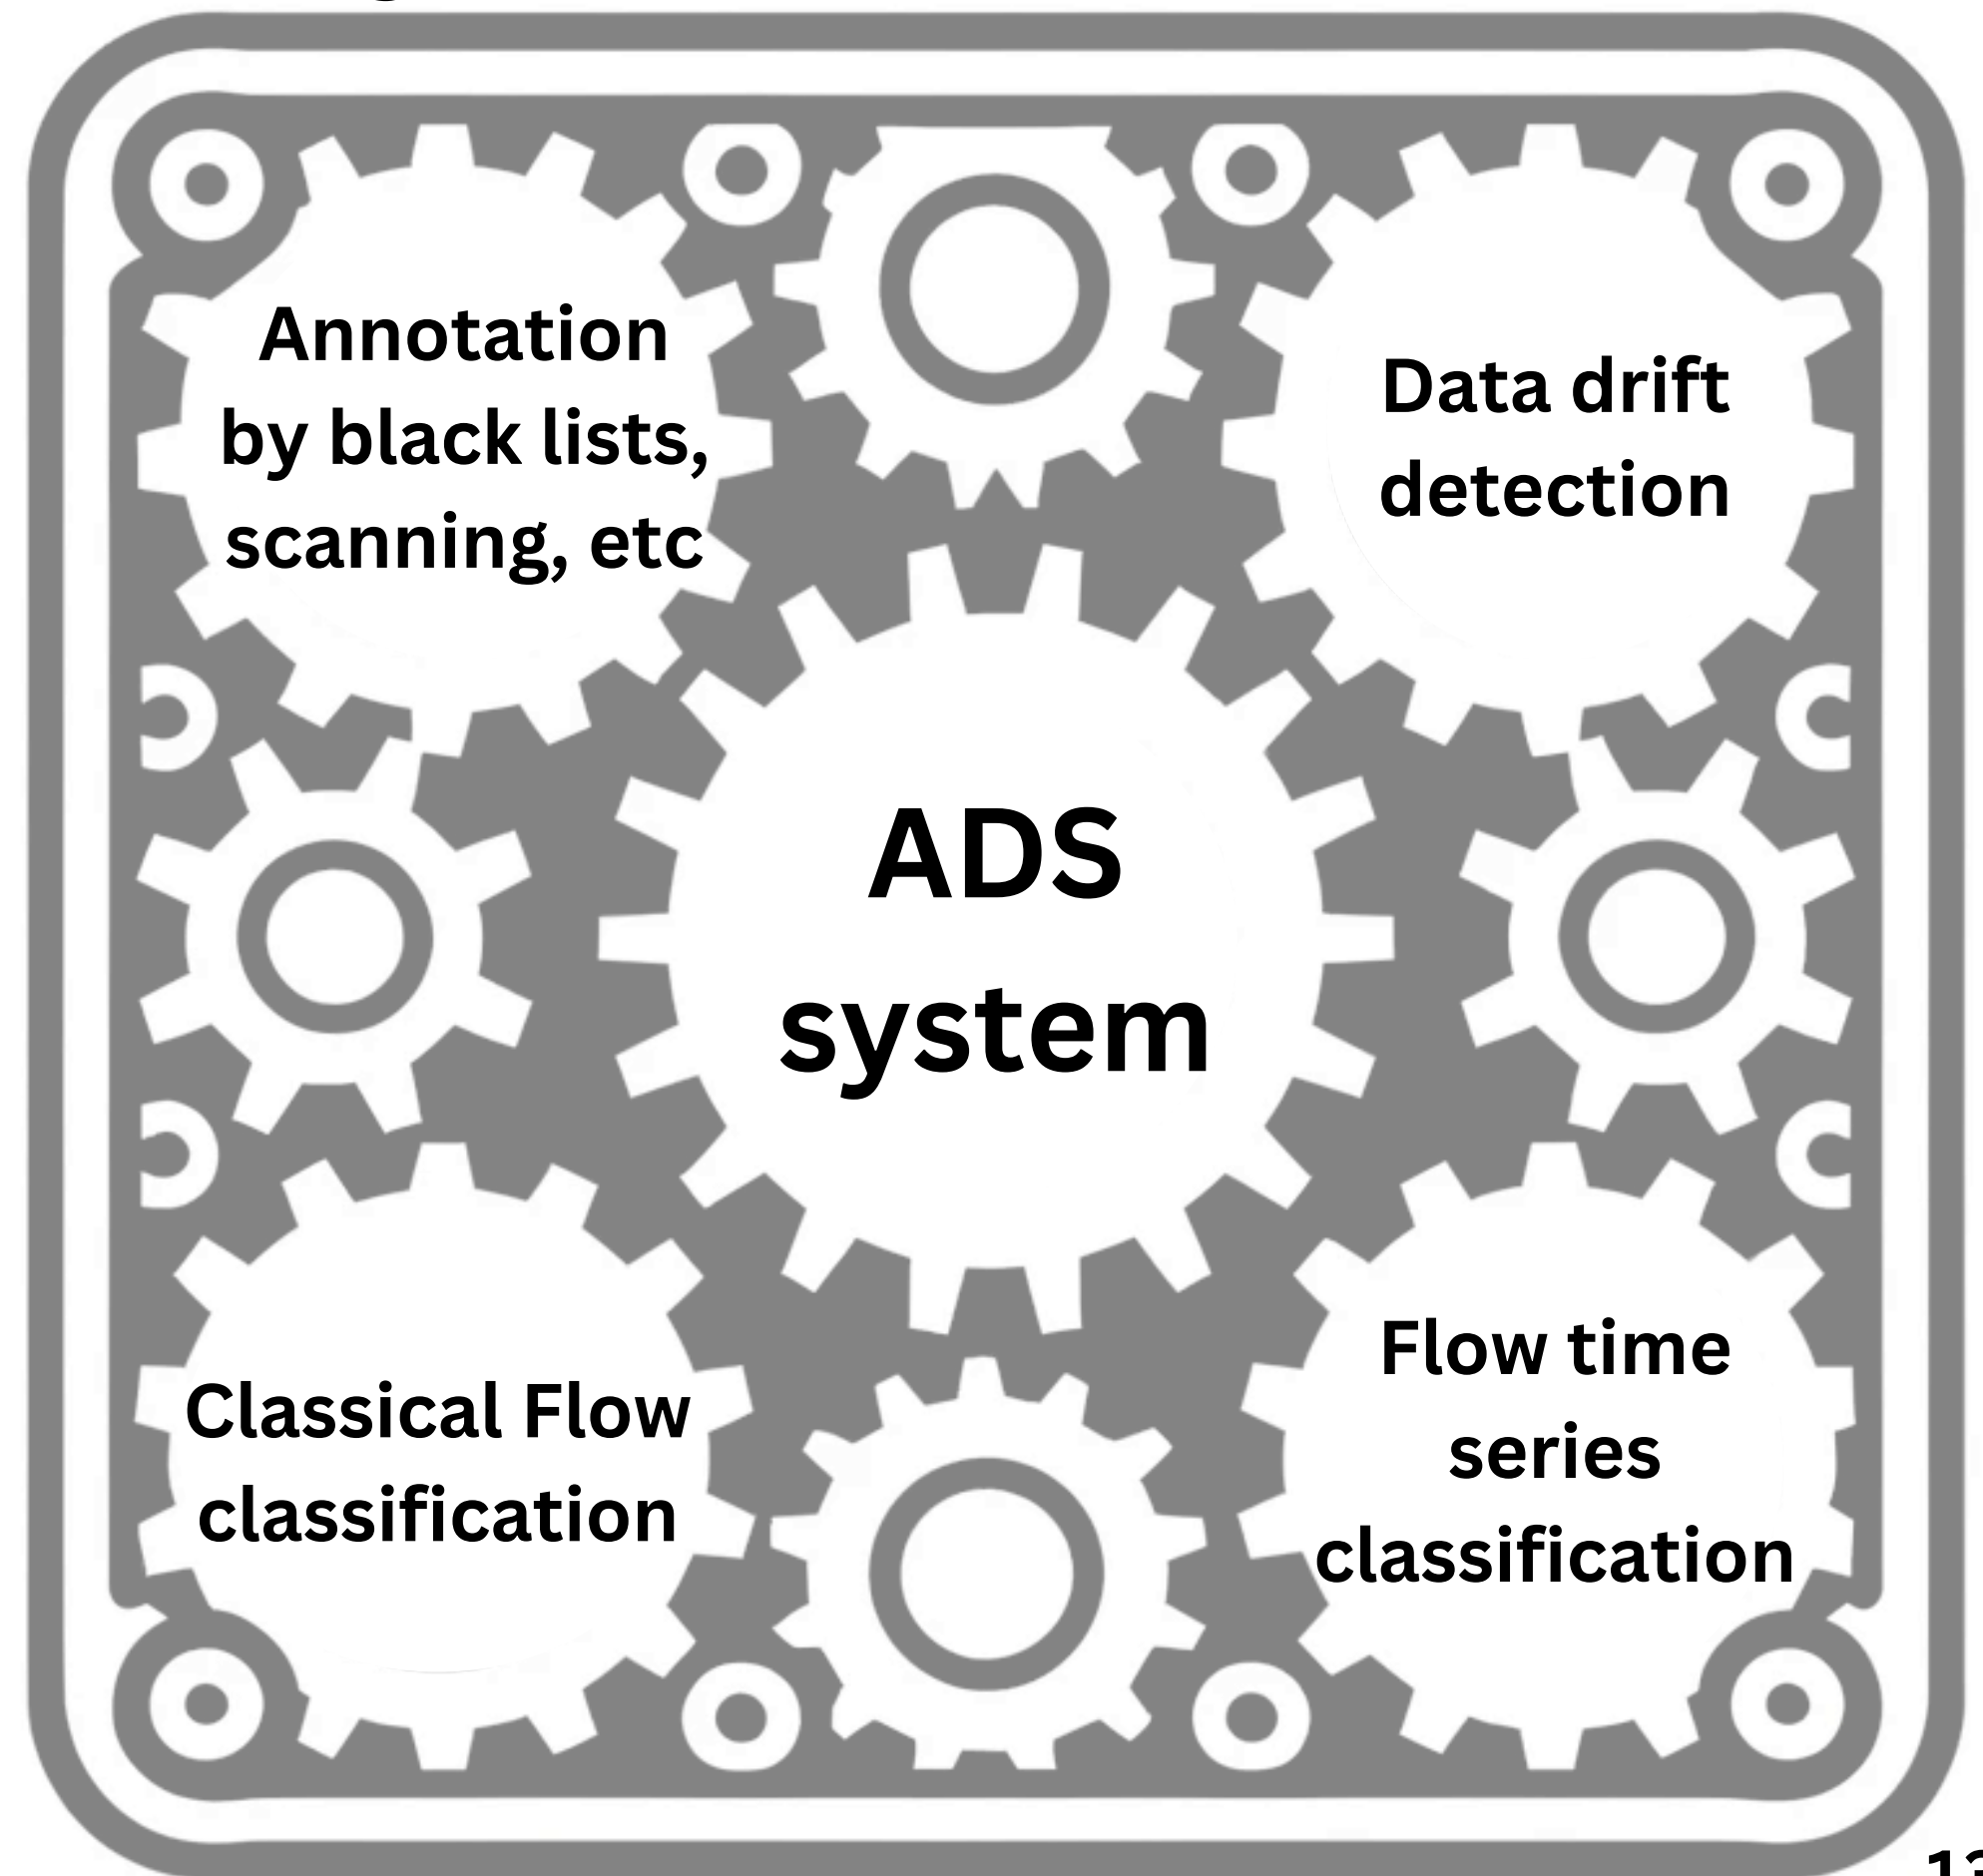 Annotation
by black lists,
scanning, etc
Data drift
detection
ADS
system
Classical Flow
classification
Flow time
series
classification